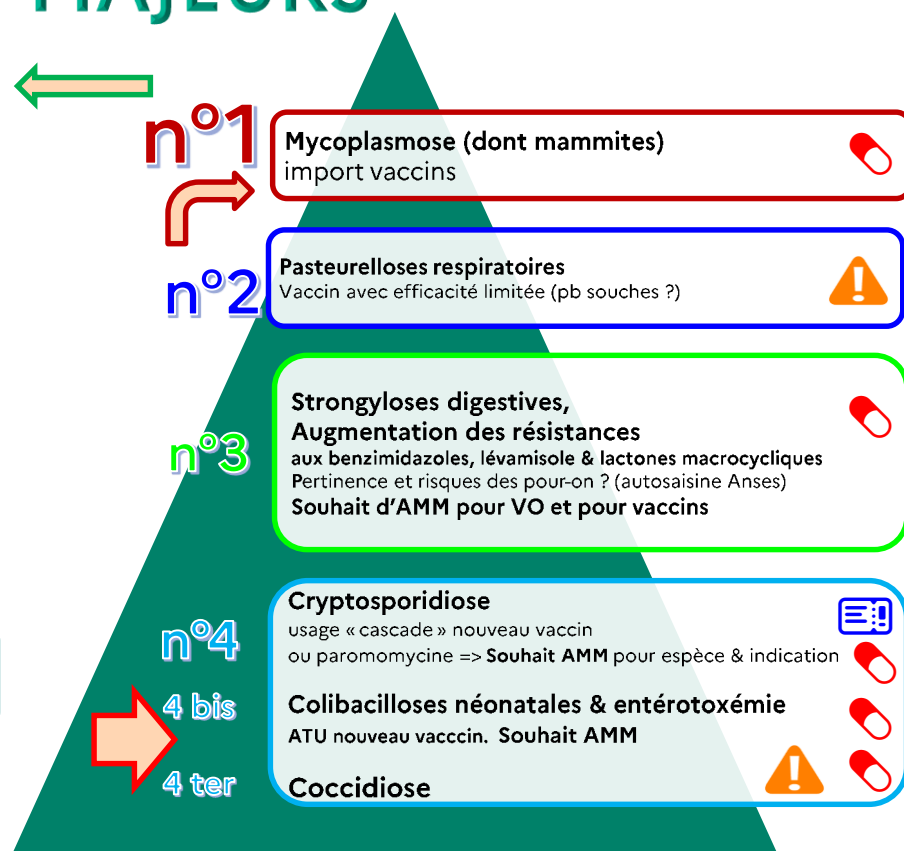 MAJEURS
n°1
Mycoplasmose (dont mammites)
import vaccins
n°2
Pasteurelloses respiratoires
Vaccin avec efficacité limitée (pb souches ?)
n°3
Strongyloses digestives,
Augmentation des résistances
aux benzimidazoles, lévamisole & lactones macrocycliques
Pertinence et risques des pour-on ? (autosaisine Anses)
Souhait d'AMM pour VO et pour vaccins
n°4
Cryptosporidiose
usage « cascade » nouveau vaccin
ou paromomycine => Souhait AMM pour espèce & indication
4 bis
Colibacilloses néonatales & entérotoxémie
ATU nouveau vacccin. Souhait AMM
4 ter
Coccidiose